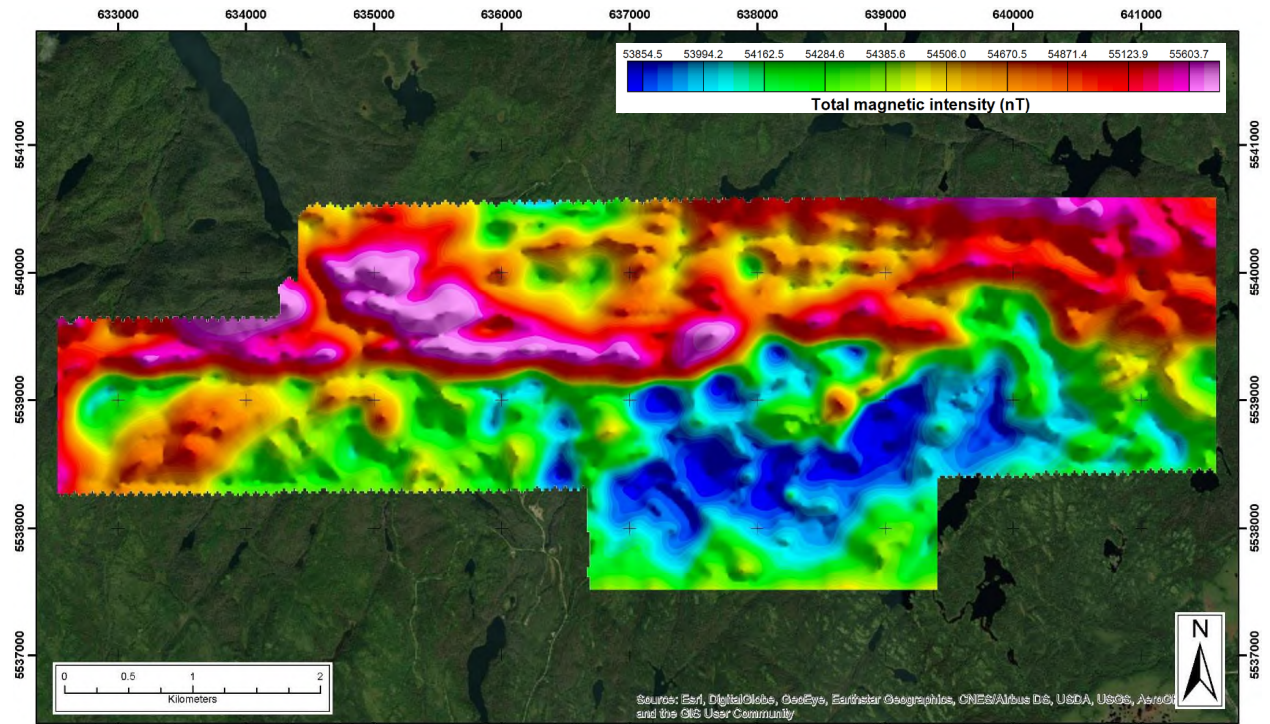 633000 634000 635000 636000 637000 638000 639000 640000 641000
53854.5 53994.2 54162.5 54284.6 54385.6 54506.0 54670.5 54871.4 55123.9 55603.7
Total magnetic intensity (nT)
5541000 5541000
5540000 5540000
5539000 5539000
5538000 5538000
5537000 5537000
N
0 0.5 1 2
Kilometers
Source: Esri, DigitalGlobe, GeoEye, Earthstar Geographics, CNES/Airbus DS, USDA, USGS,
and the GIS User Community